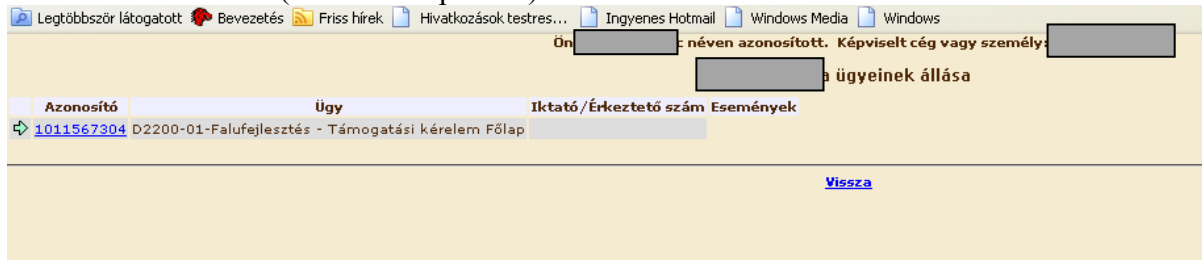 Legtöbbször látogatott Bevezetés Friss hírek Hivatkozások testres... Ingyenes Hotmail Windows Media Windows
Ön néven azonosított. Képviselt cég vagy személy:
a ügyeinek állása
Azonosító Ügy Iktató/Érkeztető szám Események
1011567304 D2200-01-Falufejlesztés - Támogatási kérelem Főlap
Vissza